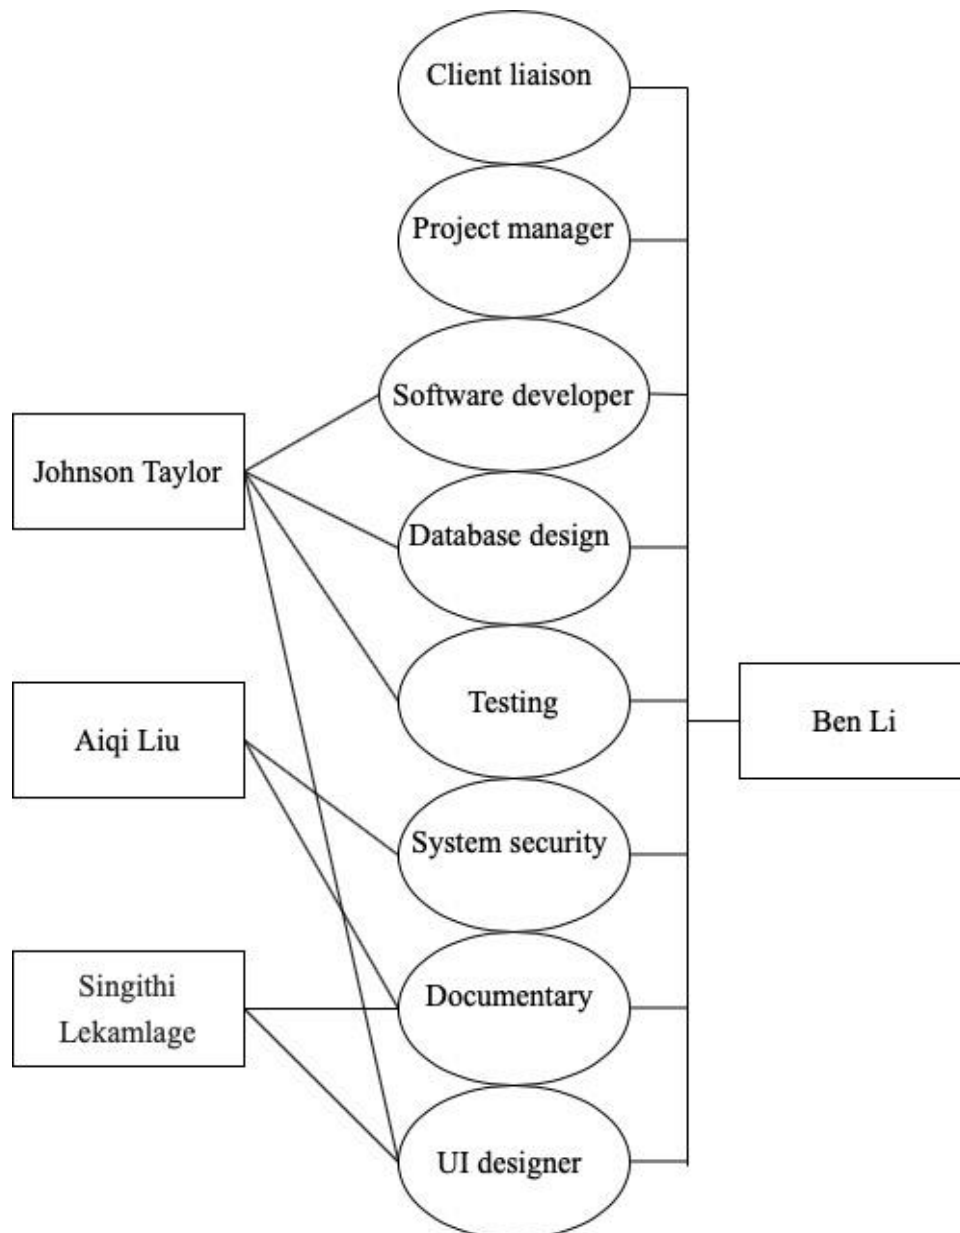 Client liaison
Project manager
Software developer
Johnson Taylor
Database design
Testing
Ben Li
Aiqi Liu
System security
Singithi
Lekamlage
Documentary
UI designer